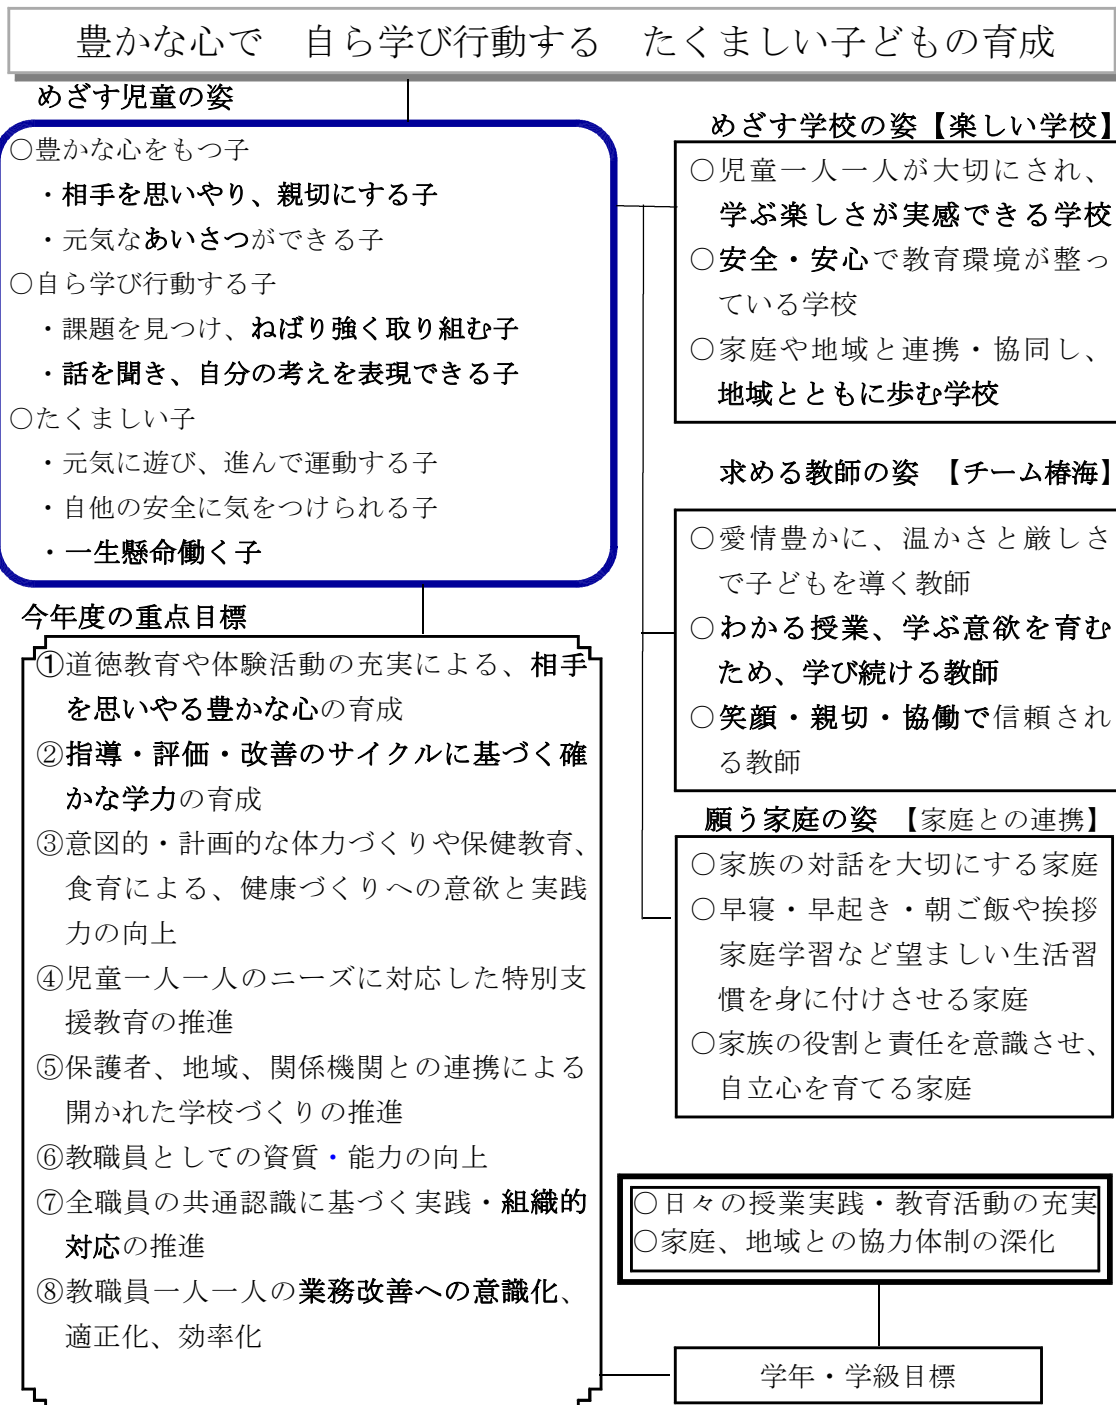 豊かな心で　自ら学び行動する　たくましい子どもの育成
めざす児童の姿
○豊かな心をもつ子
・相手を思いやり、親切にする子
・元気なあいさつができる子
○自ら学び行動する子
・課題を見つけ、ねばり強く取り組む子
・話を聞き、自分の考えを表現できる子
○たくましい子
・元気に遊び、進んで運動する子
・自他の安全に気をつけられる子
・一生懸命働く子
今年度の重点目標
①道徳教育や体験活動の充実による、相手
を思いやる豊かな心の育成
②指導・評価・改善のサイクルに基づく確
かな学力の育成
③意図的・計画的な体力づくりや保健教育、
食育による、健康づくりへの意欲と実践
力の向上
④児童一人一人のニーズに対応した特別支
援教育の推進
⑤保護者、地域、関係機関との連携による
開かれた学校づくりの推進
⑥教職員としての資質・能力の向上
⑦全職員の共通認識に基づく実践・組織的
対応の推進
⑧教職員一人一人の業務改善への意識化、
適正化、効率化
めざす学校の姿【楽しい学校】
○児童一人一人が大切にされ、
学ぶ楽しさが実感できる学校
○安全・安心で教育環境が整っ
ている学校
○家庭や地域と連携・協同し、
地域とともに歩む学校
求める教師の姿　【チーム椿海】
○愛情豊かに、温かさと厳しさ
で子どもを導く教師
○わかる授業、学ぶ意欲を育む
ため、学び続ける教師
○笑顔・親切・協働で信頼され
る教師
願う家庭の姿　【家庭との連携】
○家族の対話を大切にする家庭
○早寝・早起き・朝ご飯や挨拶
家庭学習など望ましい生活習
慣を身に付けさせる家庭
○家族の役割と責任を意識させ、
自立心を育てる家庭
○日々の授業実践・教育活動の充実
○家庭、地域との協力体制の深化
学年・学級目標